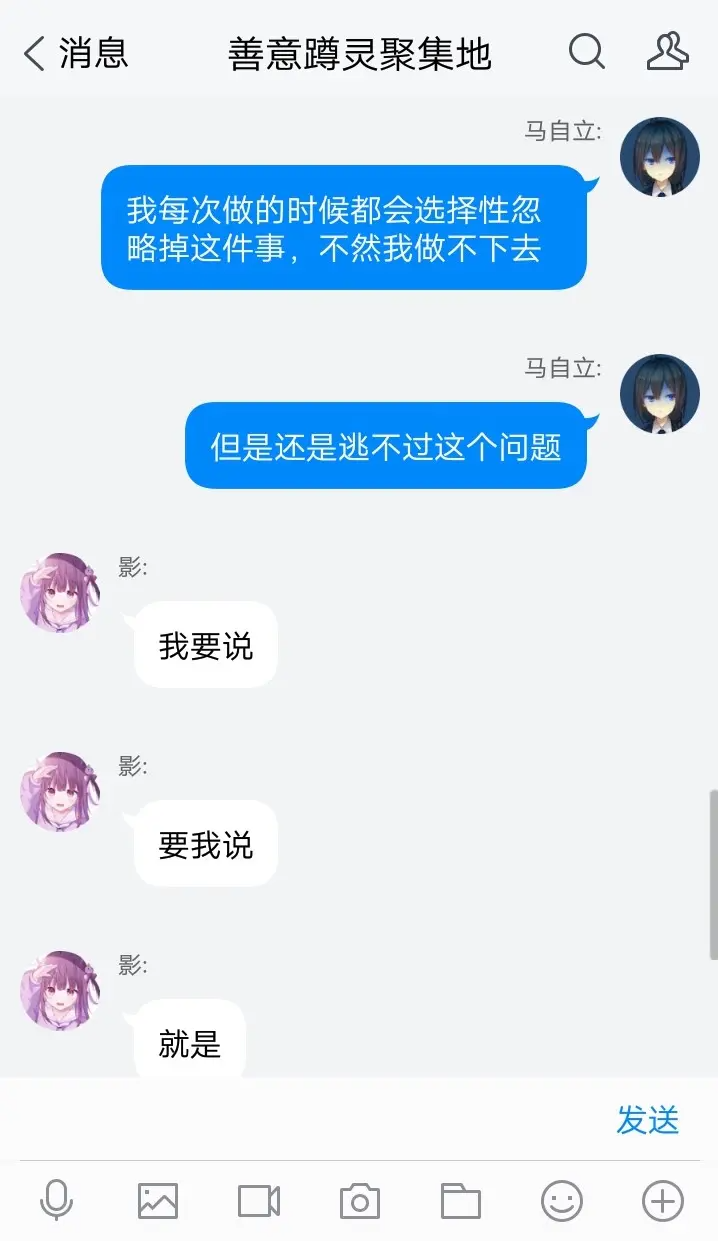 消息
善意蹲灵聚集地
马自立:
我每次做的时候都会选择性忽
略掉这件事，不然我做不下去
马自立:
但是还是逃不过这个问题
影:
我要说
影:
要我说
影:
就是
发送